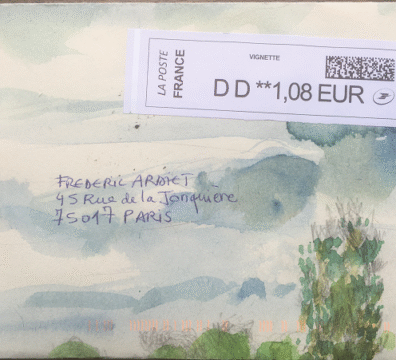 LA POSTE
FRANCE
VIGNETTE
DD **1,08 EUR
FREDERIC ARDIET
45 Rue de la Jonquière
75017 PARIS